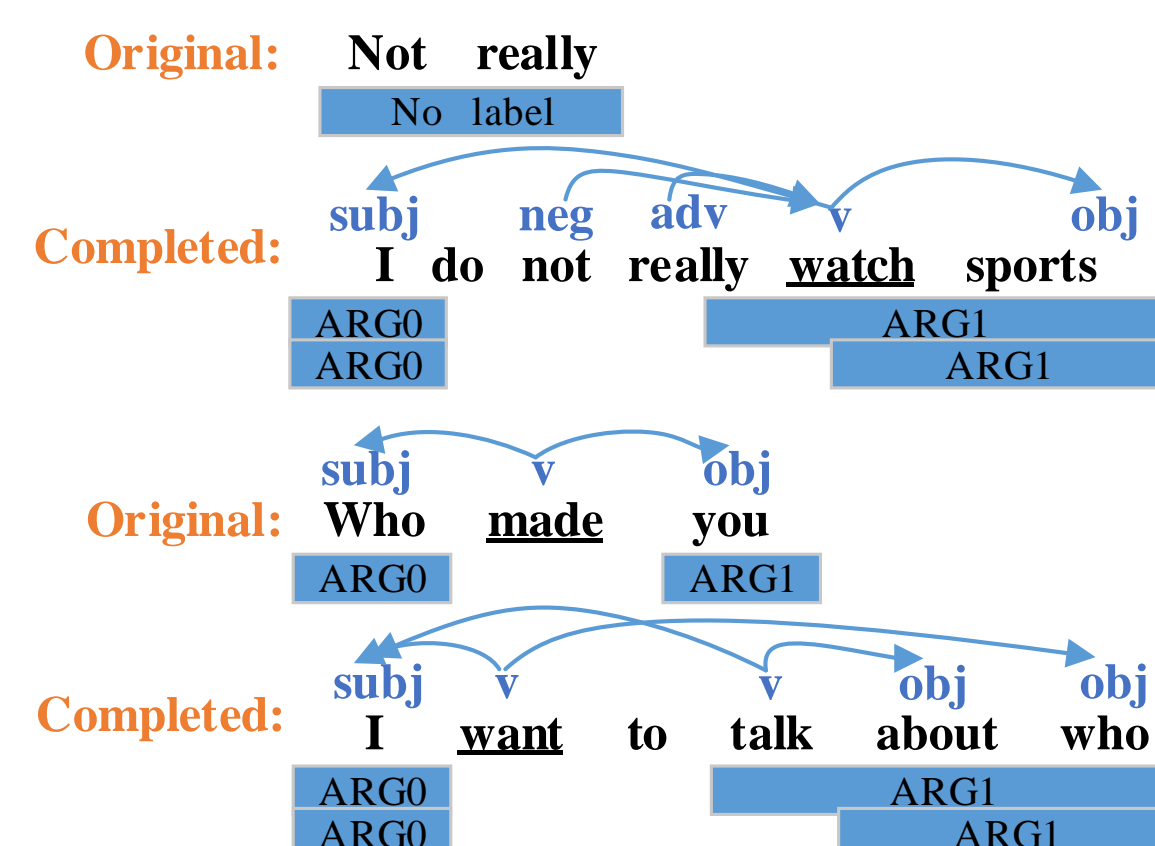 Original: Not really
No label
subj neg adv v obj
Completed: I do not really watch sports
ARG0 ARG1
ARG0 ARG1
subj v obj
Original: Who made you
ARG0 ARG1
subj v v obj obj
Completed: I want to talk about who
ARG0 ARG1
ARG0 ARG1